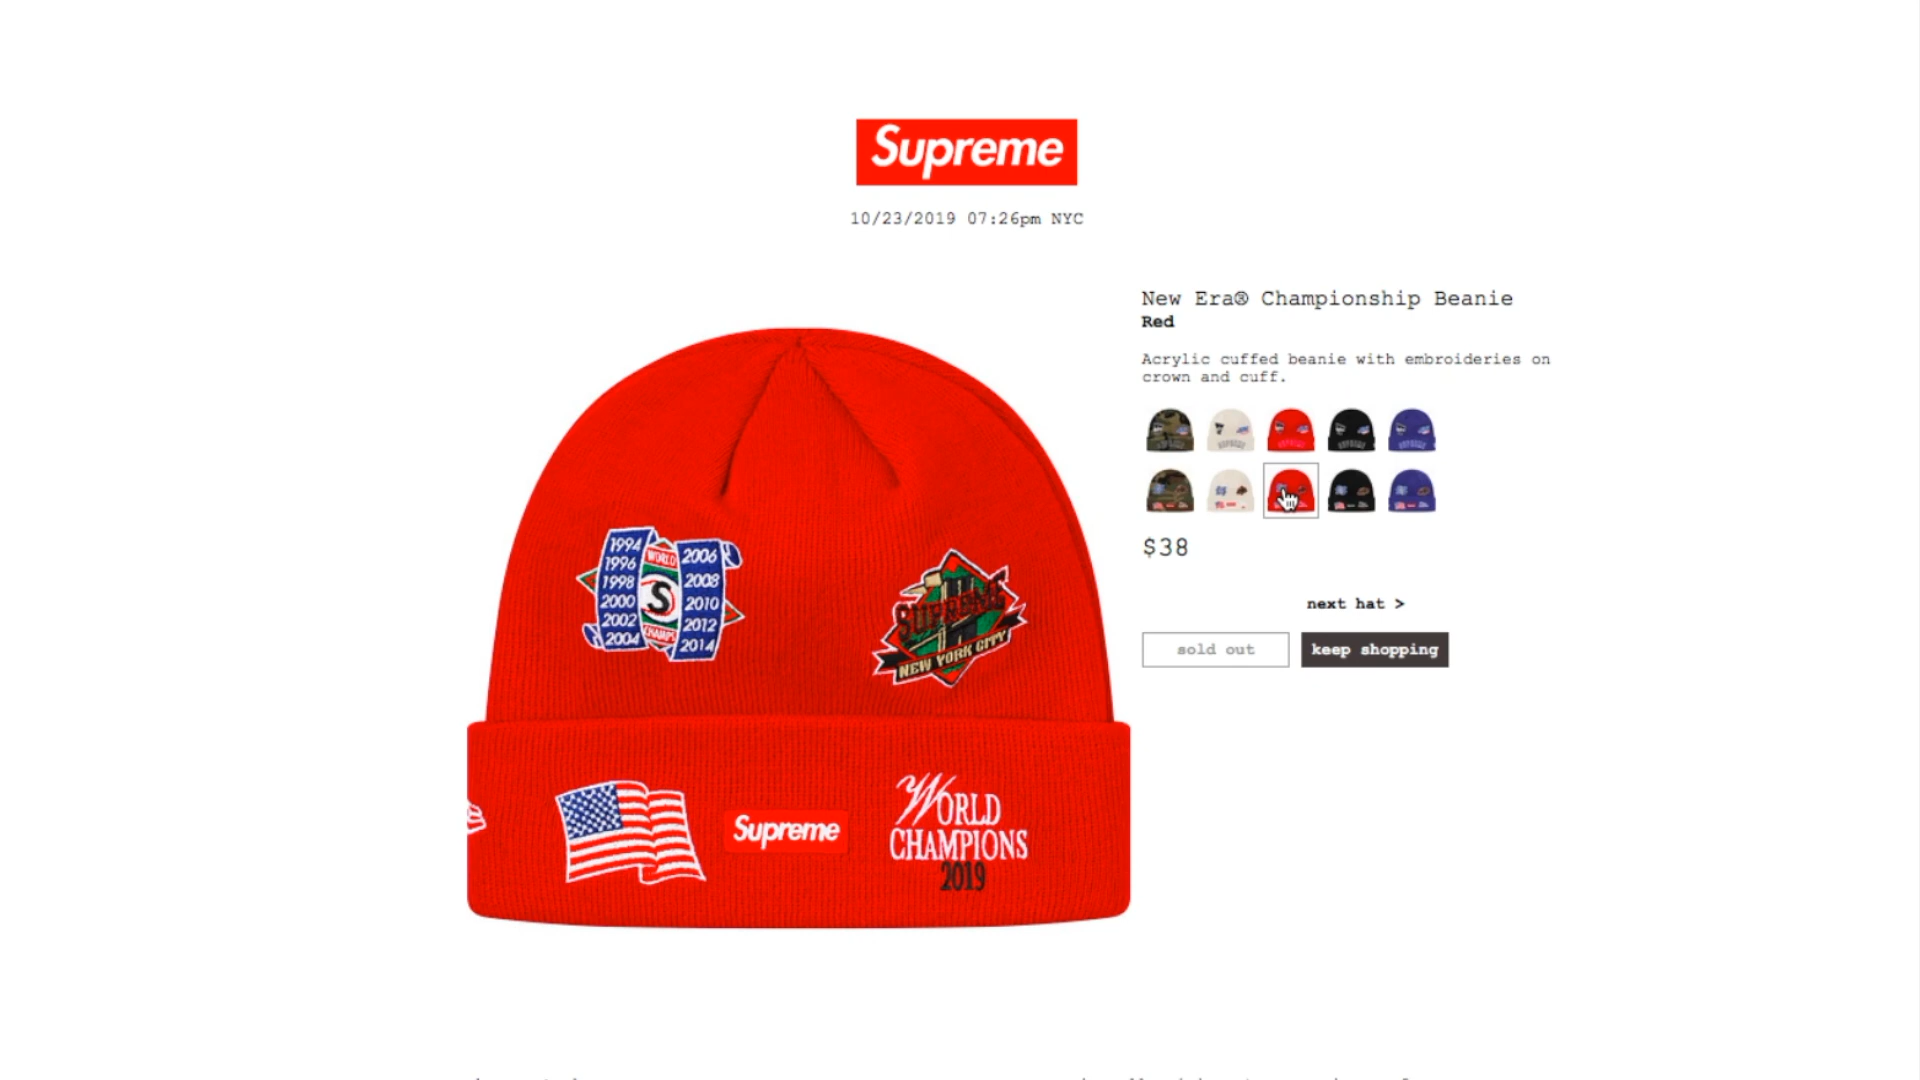 Supreme
10/23/2019 07:26pm NYC
New Era® Championship Beanie
Red
Acrylic cuffed beanie with embroideries on
crown and cuff.
$38
next hat >
sold out
keep shopping
1994
1996
1998
2000
2002
2004
WORLD
S
CHAMPS
2006
2008
2010
2012
2014
SUPREME
NEW YORK CITY
Supreme
WORLD
CHAMPIONS
2019